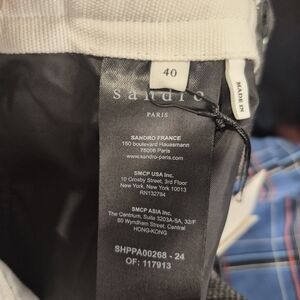 40
MADE IN
sandro
PARIS
SANDRO FRANCE
150 boulevard Haussmann
75008 Paris
www.sandro-paris.com
SMCP USA Inc.
10 Crosby Street, 3rd Floor
New York, New York 10013
RN132784
SMCP ASIA Inc.
The Centrium, Suite 3203A-5A, 32/F
60 Wyndham Street, Central
HONG-KONG
SHPPA00268 - 24
OF: 117913